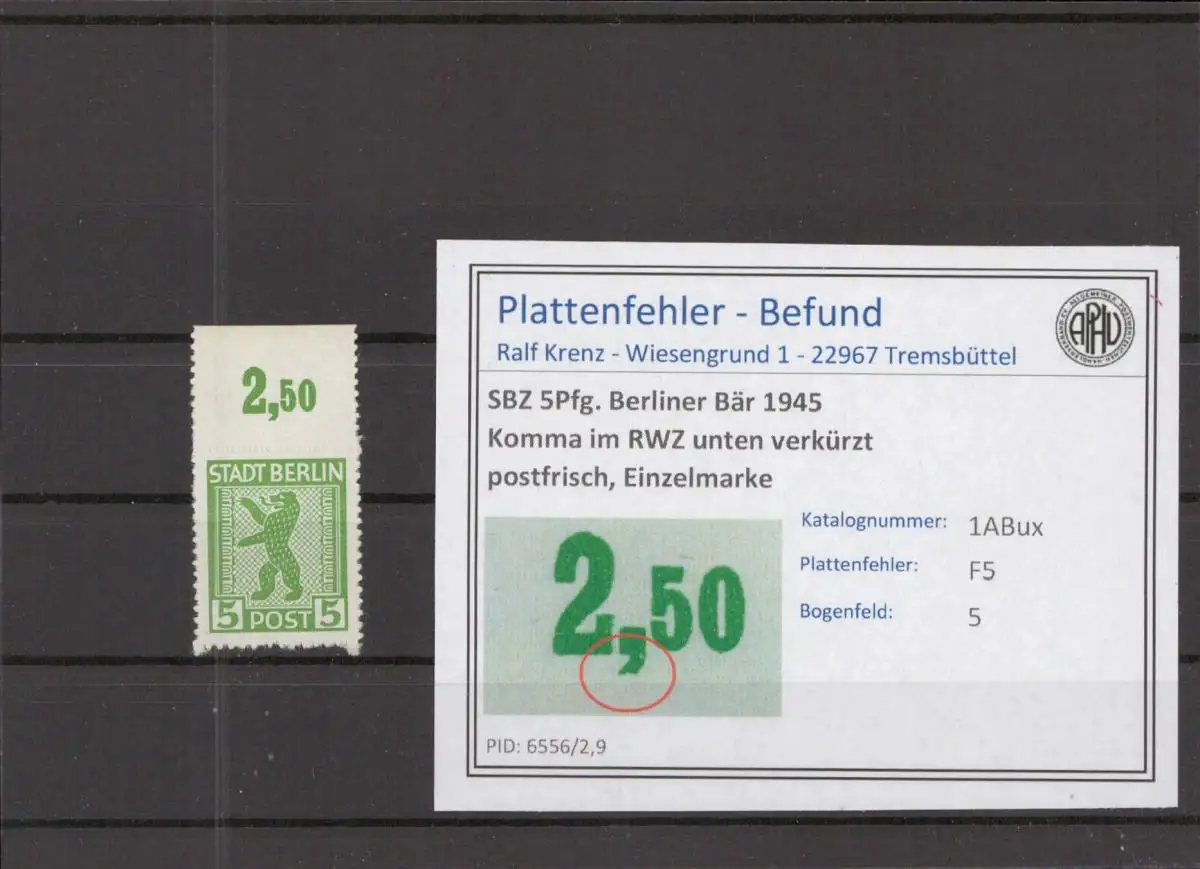 2,50
STADT BERLIN
5 POST 5
Plattenfehler - Befund
Ralf Krenz - Wiesengrund 1 - 22967 Tremsbüttel
SBZ 5Pfg. Berliner Bär 1945
Komma im RWZ unten verkürzt
postfrisch, Einzelmarke
2,50
Katalognummer: 1ABux
Plattenfehler: F5
Bogenfeld: 5
PID: 6556/2,9
APHV